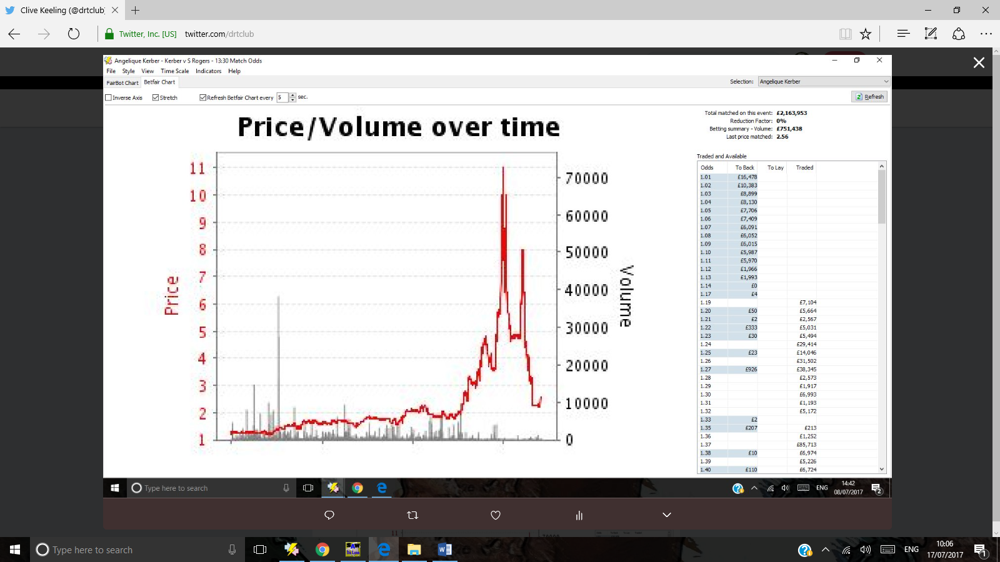 Clive Keeling (@drtclub)
Twitter, Inc. [US] twitter.com/drtclub
Angelique Kerber - Kerber v S Rogers - 13:30 Match Odds
File Style View Time Scale Indicators Help
FairBot Chart Betfair Chart
Selection: Angelique Kerber
Inverse Axis Stretch Refresh Betfair Chart every 5 sec.
Refresh
Price/Volume over time
11
10
9
8
7
6
5
4
3
2
1
Price
70000
60000
50000
40000
30000
20000
10000
0
Volume
Total matched on this event: £2,163,953
Reduction Factor: 0%
Betting summary - Volume: £751,438
Last price matched: 2.56
Traded and Available
Odds To Back To Lay Traded
1.01 £16,478
1.02 £10,383
1.03 £8,899
1.04 £8,130
1.05 £7,706
1.06 £7,409
1.07 £6,091
1.08 £6,052
1.09 £6,015
1.10 £5,987
1.11 £5,970
1.12 £1,966
1.13 £1,993
1.14 £0
1.17 £4
1.19 £7,104
1.20 £50 £5,664
1.21 £2 £2,567
1.22 £333 £5,031
1.23 £30 £5,494
1.24 £29,414
1.25 £23 £14,046
1.26 £31,502
1.27 £926 £38,345
1.28 £2,573
1.29 £1,917
1.30 £6,993
1.31 £1,193
1.32 £5,172
1.33 £2
1.35 £207 £213
1.36 £1,252
1.37 £85,713
1.38 £10 £6,974
1.39 £5,226
1.40 £110 £6,724
Type here to search
ENG
14:42
08/07/2017
2
11 70000
Type here to search
ENG
10:06
17/07/2017
1